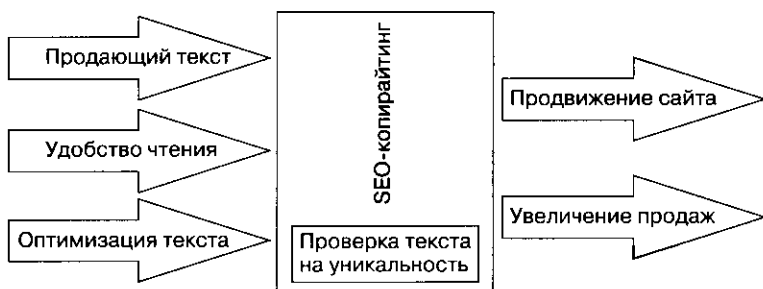 Продающий текст
Удобство чтения
Оптимизация текста
SEO-копирайтинг
Проверка текста
на уникальность
Продвижение сайта
Увеличение продаж